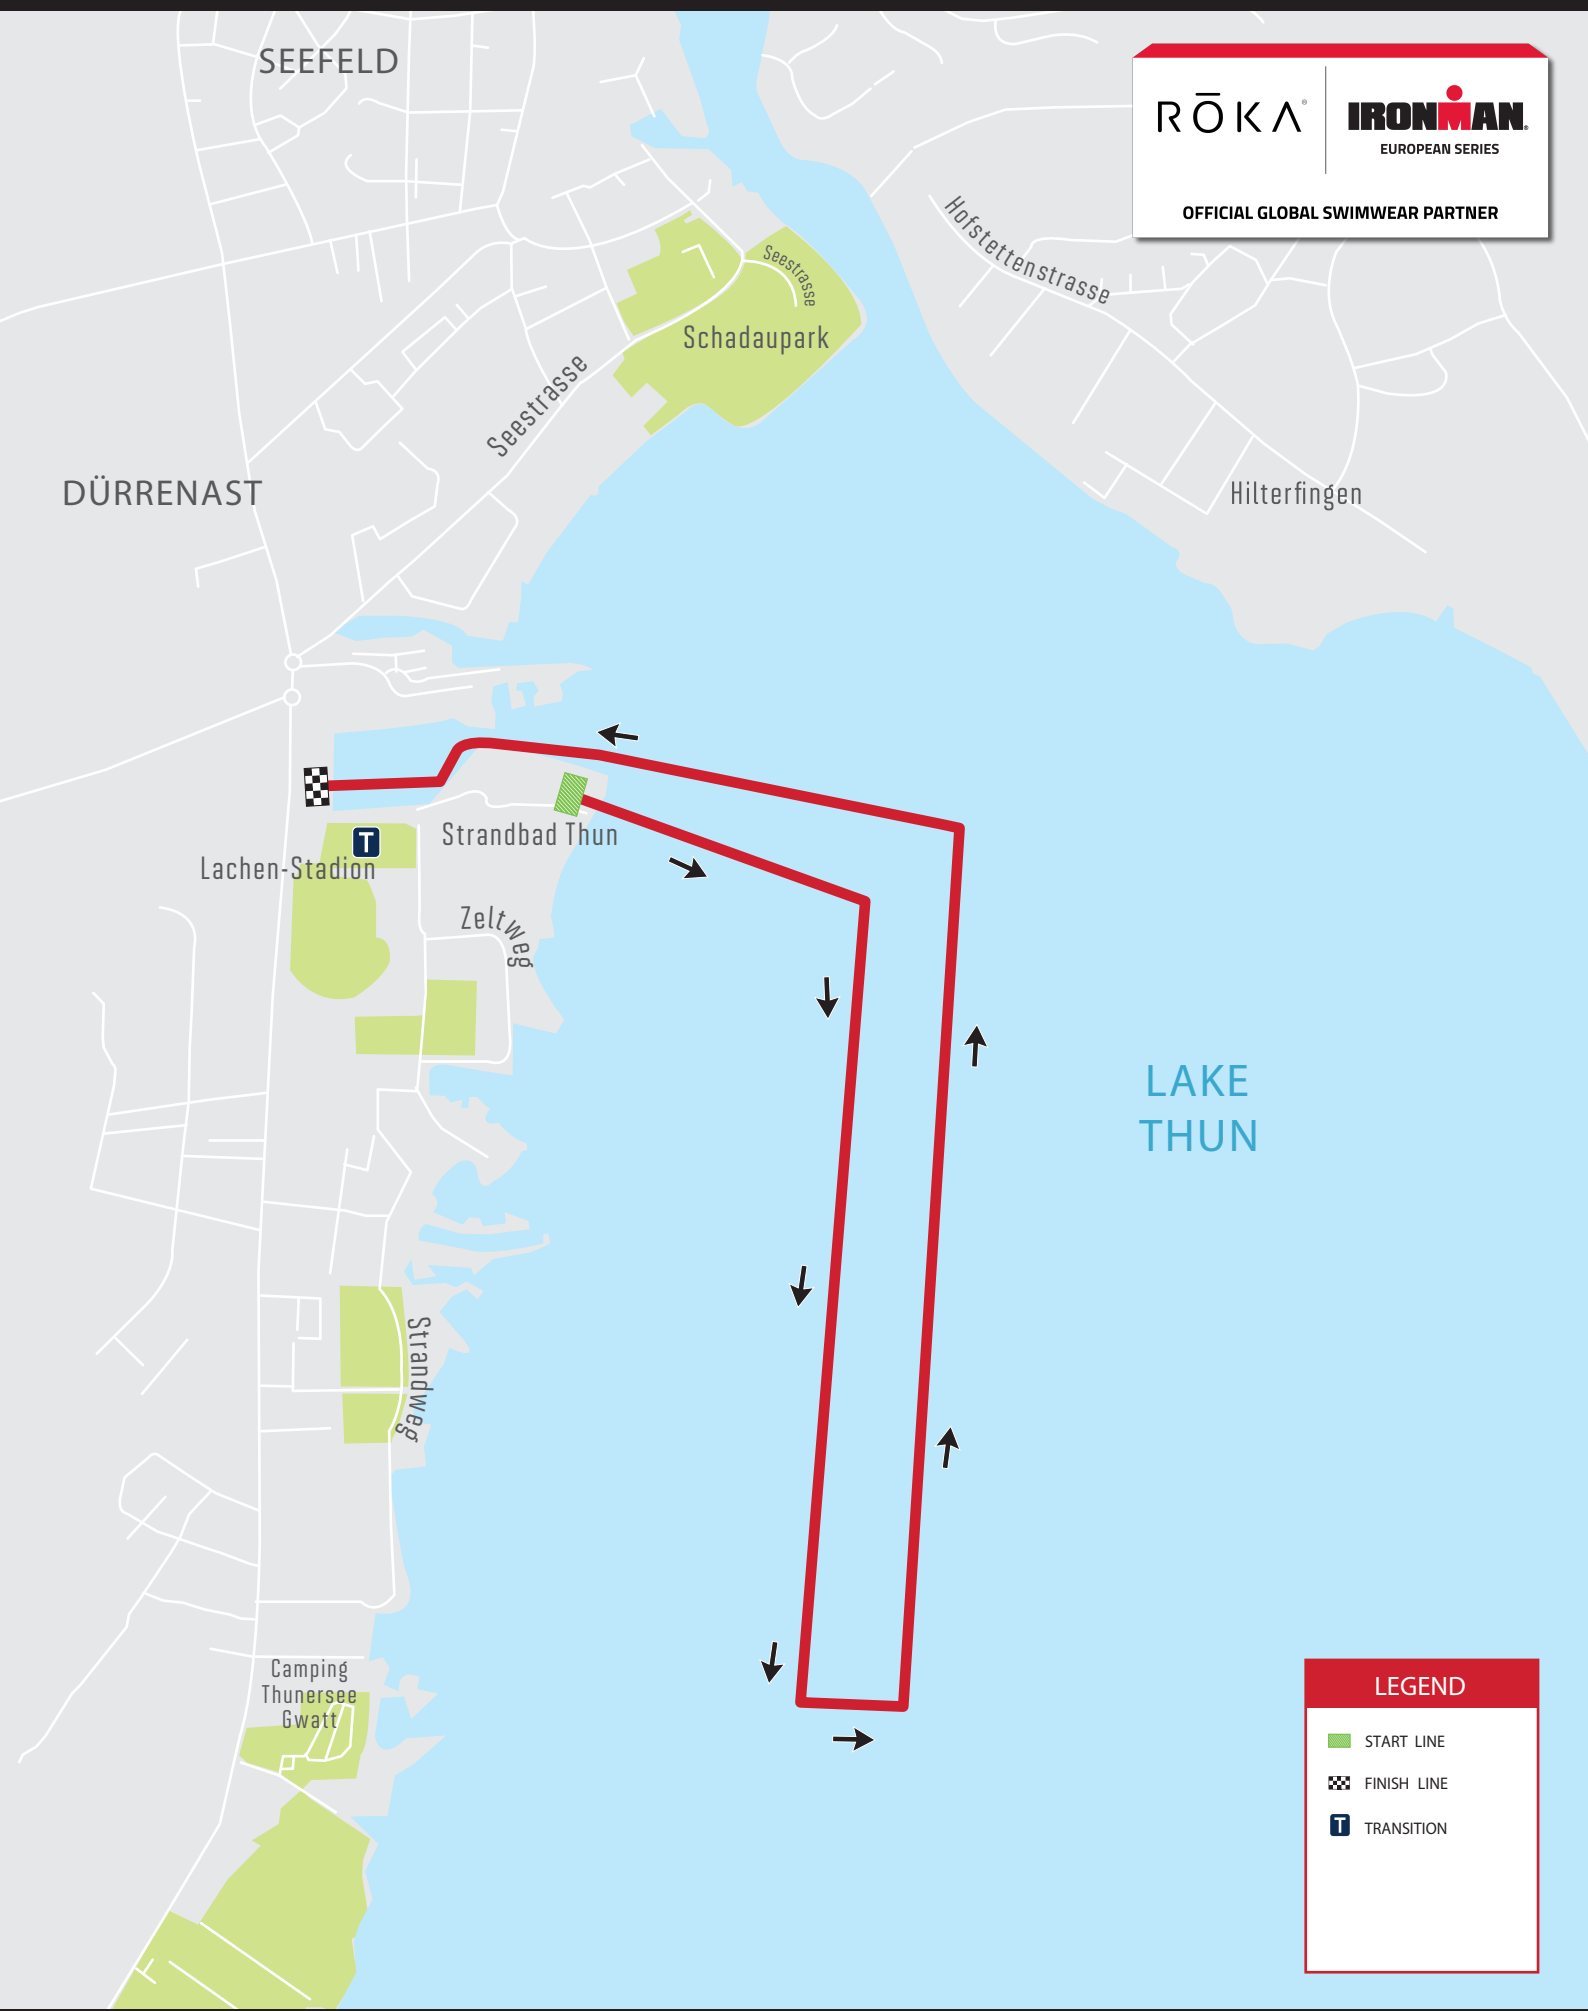 SEEFELD
RŌKA®
IRONMAN®
EUROPEAN SERIES
OFFICIAL GLOBAL SWIMWEAR PARTNER
Hofstettenstrasse
Seestrasse
Schadaupark
Seestrasse
DÜRRENAST
Hilterfingen
Strandbad Thun
T
Lachen-Stadion
Zeltweg
LAKE
THUN
Strandweg
Camping
Thunersee
Gwatt
LEGEND
START LINE
FINISH LINE
T TRANSITION